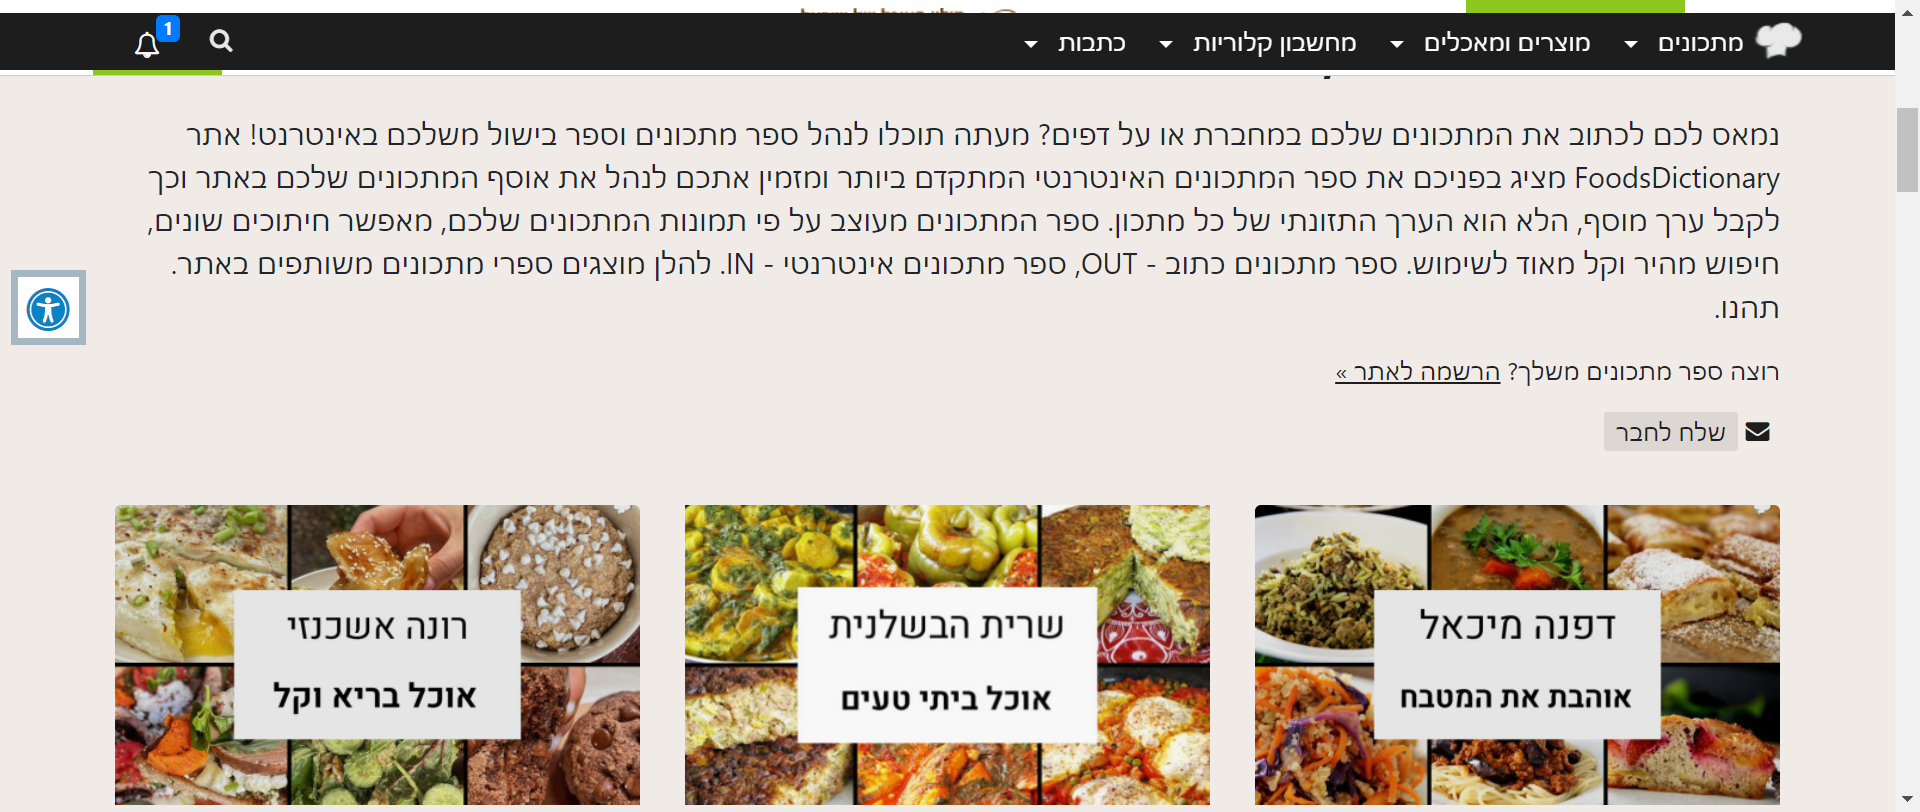 מתכונים
מוצרים ומאכלים
מחשבון קלוריות
כתבות
1
נמאס לכם לכתוב את המתכונים שלכם במחברת או על דפים? מעתה תוכלו לנהל ספר מתכונים וספר בישול משלכם באינטרנט! אתר
FoodsDictionary מציג בפניכם את ספר המתכונים האינטרנטי המתקדם ביותר ומזמין אתכם לנהל את אוסף המתכונים שלכם באתר וכך
לקבל ערך מוסף, הלא הוא הערך התזונתי של כל מתכון. ספר המתכונים מעוצב על פי תמונות המתכונים שלכם, מאפשר חיתוכים שונים,
חיפוש מהיר וקל מאוד לשימוש. ספר מתכונים כתוב - OUT, ספר מתכונים אינטרנטי - IN. להלן מוצגים ספרי מתכונים משותפים באתר.
תהנו.
רוצה ספר מתכונים משלך? הרשמה לאתר »
שלח לחבר
דפנה מיכאל
אוהבת את המטבח
שרית הבשלנית
אוכל ביתי טעים
רונה אשכנזי
אוכל בריא וקל